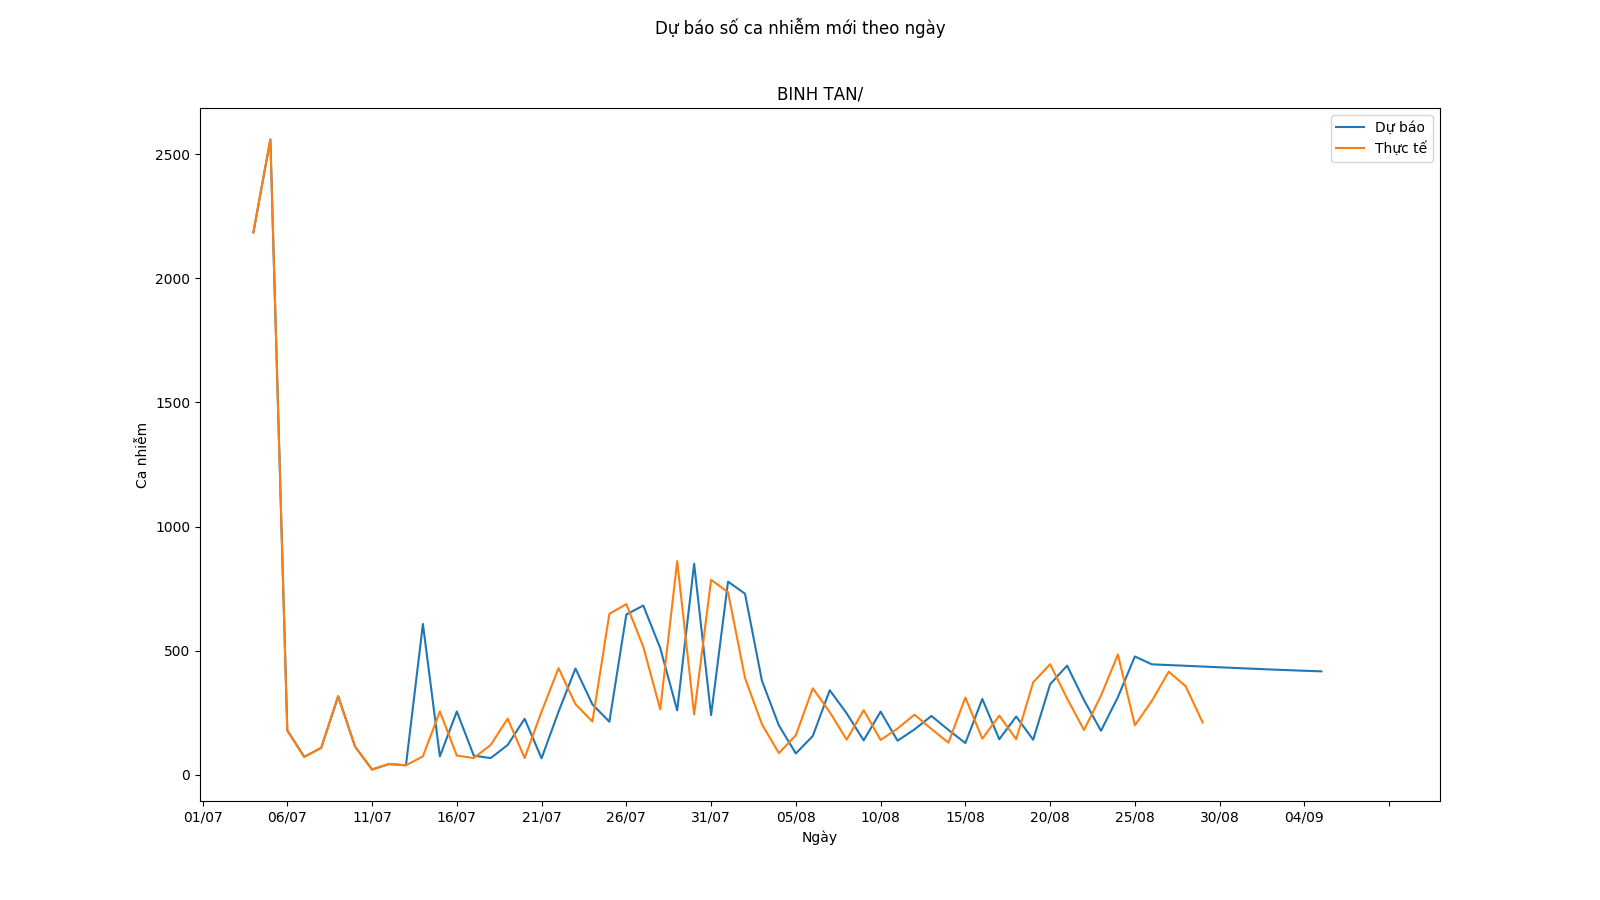 Dự báo số ca nhiễm mới theo ngày
BINH TAN/
Dự báo
Thực tế
Ca nhiễm
2500
2000
1500
1000
500
0
01/07 06/07 11/07 16/07 21/07 26/07 31/07 05/08 10/08 15/08 20/08 25/08 30/08 04/09
Ngày